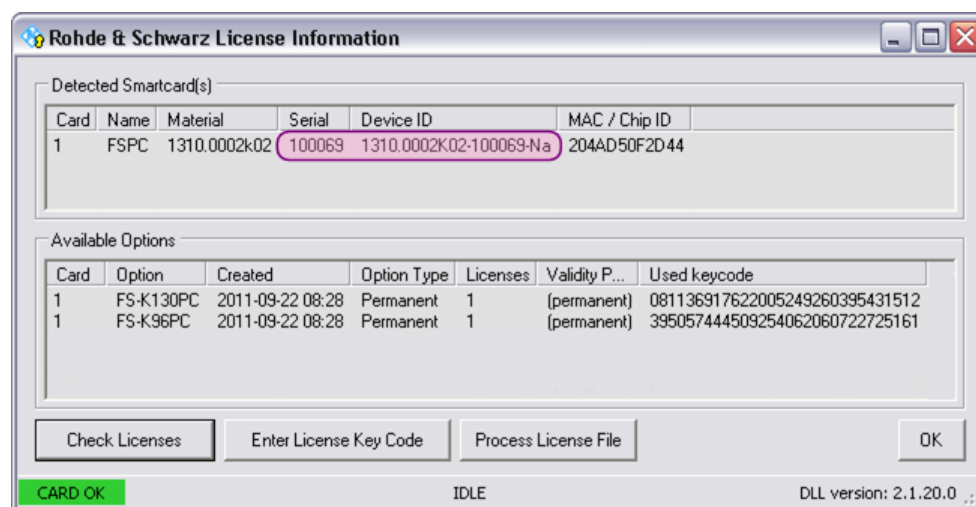 Rohde & Schwarz License Information
Detected Smartcard(s)
Card Name Material Serial Device ID MAC / Chip ID
1 FSPC 1310.0002k02 100069 1310.0002K02-100069-Na 204AD50F2D44
Available Options
Card Option Created Option Type Licenses Validity P... Used keycode
1 FS-K130PC 2011-09-22 08:28 Permanent 1 (permanent) 081136917622005249260395431512
1 FS-K96PC 2011-09-22 08:28 Permanent 1 (permanent) 395057444509254062060722725161
Check Licenses Enter License Key Code Process License File OK
CARD OK IDLE DLL version: 2.1.20.0